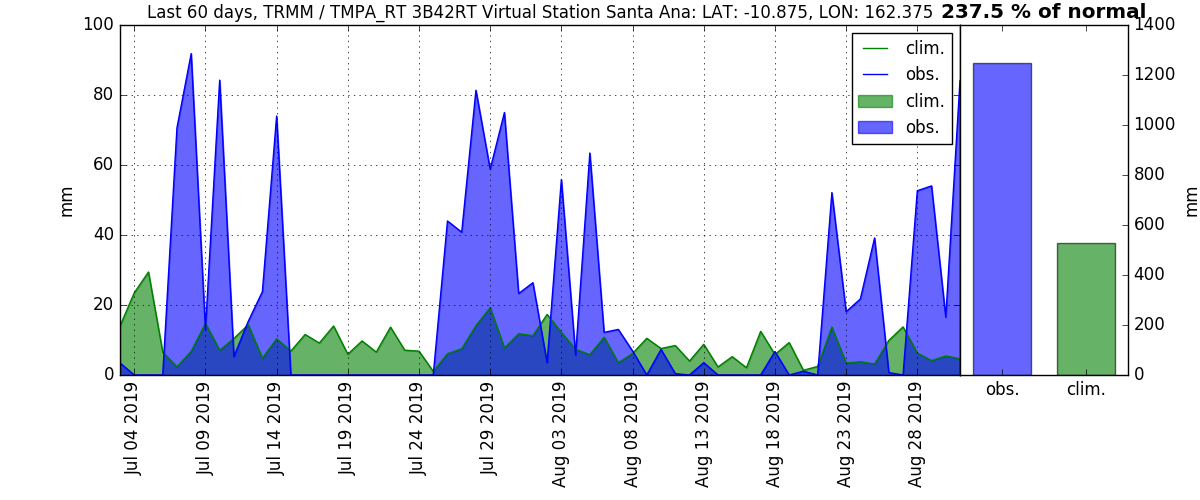 Last 60 days, TRMM / TMPA_RT 3B42RT Virtual Station Santa Ana: LAT: -10.875, LON: 162.375 237.5 % of normal
100
80
60
40
20
0
mm
clim.
obs.
clim.
obs.
1400
1200
1000
800
600
400
200
0
mm
Jul 04 2019
Jul 09 2019
Jul 14 2019
Jul 19 2019
Jul 24 2019
Jul 29 2019
Aug 03 2019
Aug 08 2019
Aug 13 2019
Aug 18 2019
Aug 23 2019
Aug 28 2019
obs.
clim.